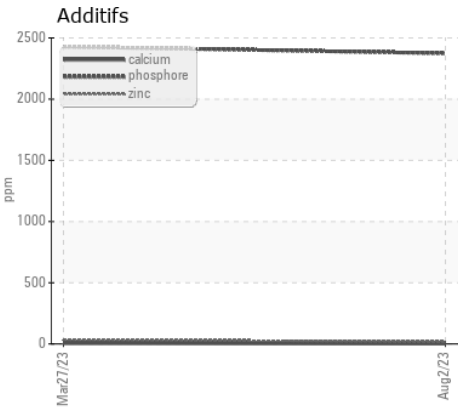 Additifs
2500
calcium
phosphore
zinc
2000
1500
ppm
1000
500
0
Mar27/23
Aug2/23